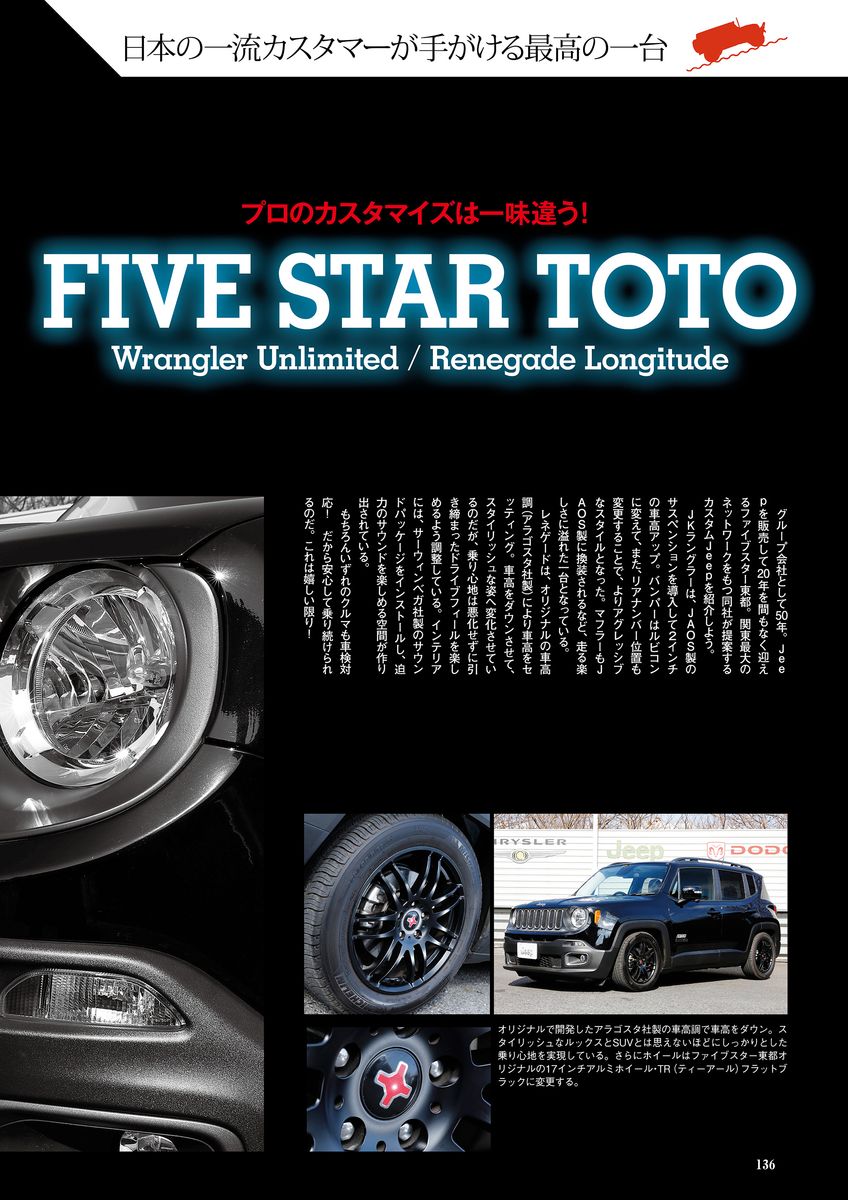 日本の一流カスタマーが手がける最高の一台
プロのカスタマイズは一味違う！
FIVE STAR TOTO
Wrangler Unlimited / Renegade Longitude
グループ会社として50年。Jee
pを販売して20年を間もなく迎え
るファイブスター東都。関東最大の
ネットワークをもつ同社が提案する
カスタムJeepを紹介しよう。
JKラングラーは、JAOS製の
サスペンションを導入して2インチ
の車高アップ。バンパーはルビコン
に変えて、また、リアナンバー位置も
変更することで、よりアグレッシブ
なスタイルとなった。マフラーもJ
AOS製に換装されるなど、走る楽
しさに溢れた一台となっている。
レネゲードは、オリジナルの車高
調（アラゴスタ社製）により車高をセ
ッティング。車高をダウンさせて、
スタイリッシュな姿へ変化させてい
るのだが、乗り心地は悪化せずに引
き締まったドライブフィールを楽し
めるよう調整している。インテリア
には、サーウィンベガ社製のサウン
ドパッケージをインストールし、迫
力のサウンドを楽しめる空間が作り
出されている。
もちろんいずれのクルマも車検対
応！　だから安心して乗り続けられ
るのだ。これは嬉しい限り！
CHRYSLER
Jeep
DODG
オリジナルで開発したアラゴスタ社製の車高調で車高をダウン。ス
タイリッシュなルックスとSUVとは思えないほどにしっかりとした
乗り心地を実現している。さらにホイールはファイブスター東都オ
リジナルの17インチアルミホイール・TR（ティーアール）フラットブ
ラックに変更する。
136